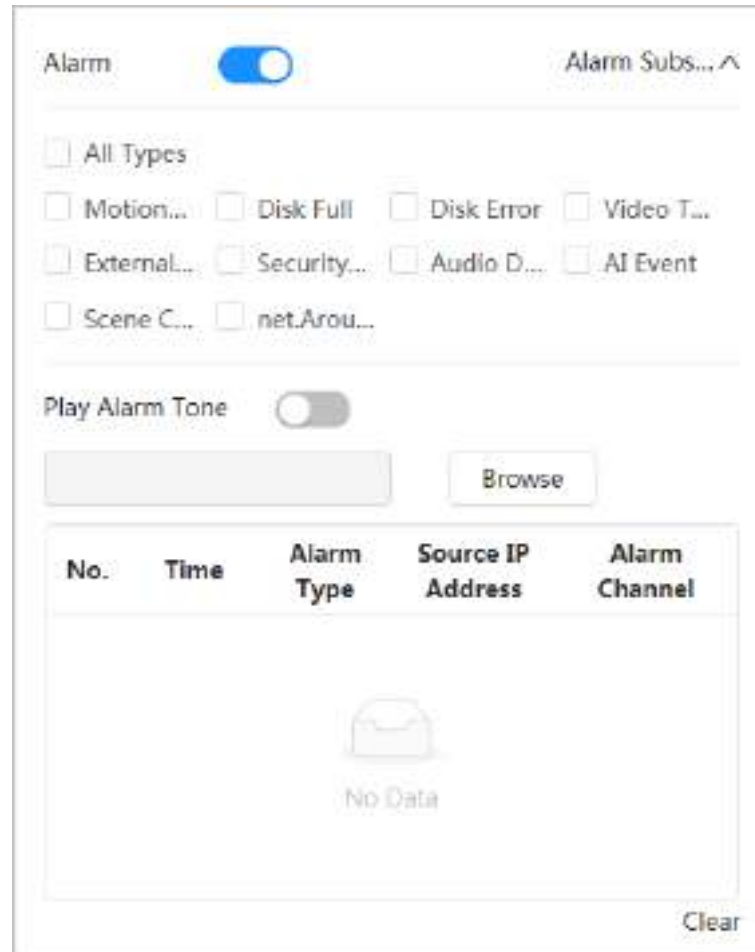 Alarm Alarm Subs...
All Types
Motion... Disk Full Disk Error Video T...
External... Security... Audio D... AI Event
Scene C... net.Arou...
Play Alarm Tone
Browse
No. Time Alarm Type Source IP Address Alarm Channel
No Data
Clear